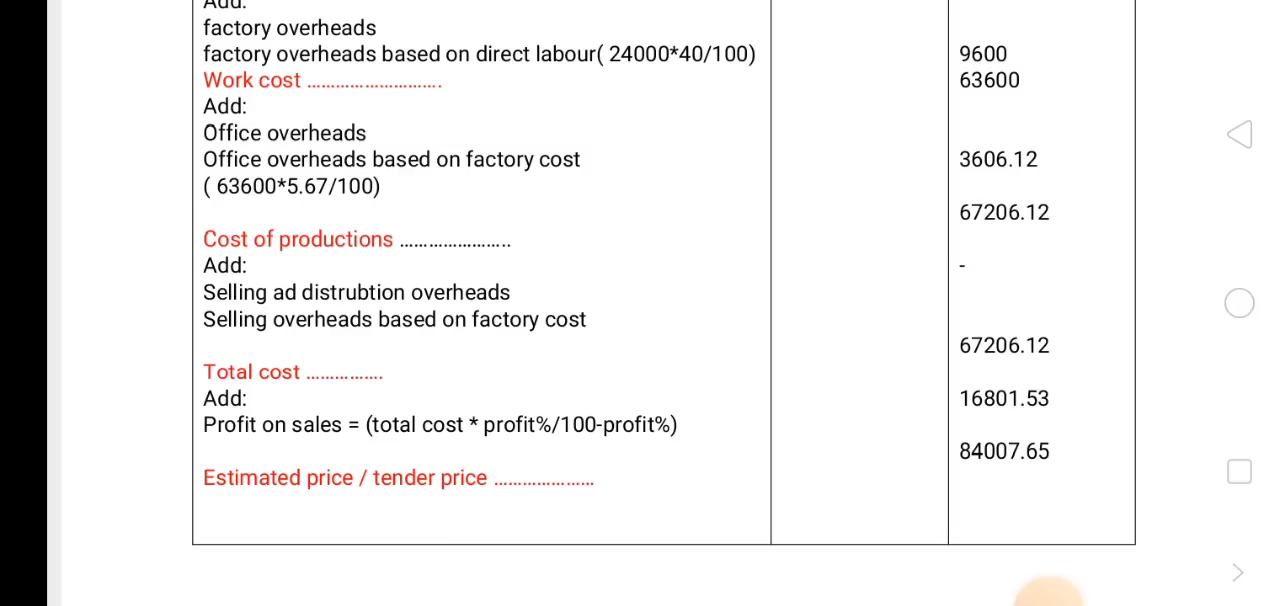 Add:
factory overheads
factory overheads based on direct labour( 24000*40/100) 9600
Work cost ............................ 63600
Add:
Office overheads
Office overheads based on factory cost 3606.12
( 63600*5.67/100)
67206.12
Cost of productions .......................
Add: -
Selling ad distrubtion overheads
Selling overheads based on factory cost
67206.12
Total cost ................
Add: 16801.53
Profit on sales = (total cost * profit%/100-profit%)
84007.65
Estimated price / tender price .....................